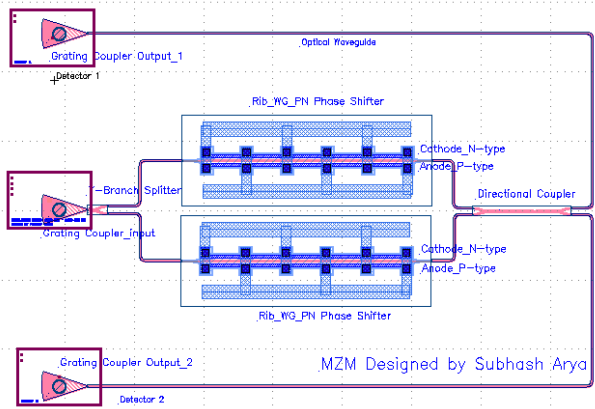 Optical Waveguide
Grating Coupler Output_1
Detector 1
Rib_WG_PN Phase Shifter
Cathode_N-type
Anode_P-type
Y-Branch Splitter
Directional Coupler
Grating Coupler_input
Cathode_N-type
Anode_P-type
Rib_WG_PN Phase Shifter
Grating Coupler Output_2
MZM Designed by Subhash Arya
Detector 2